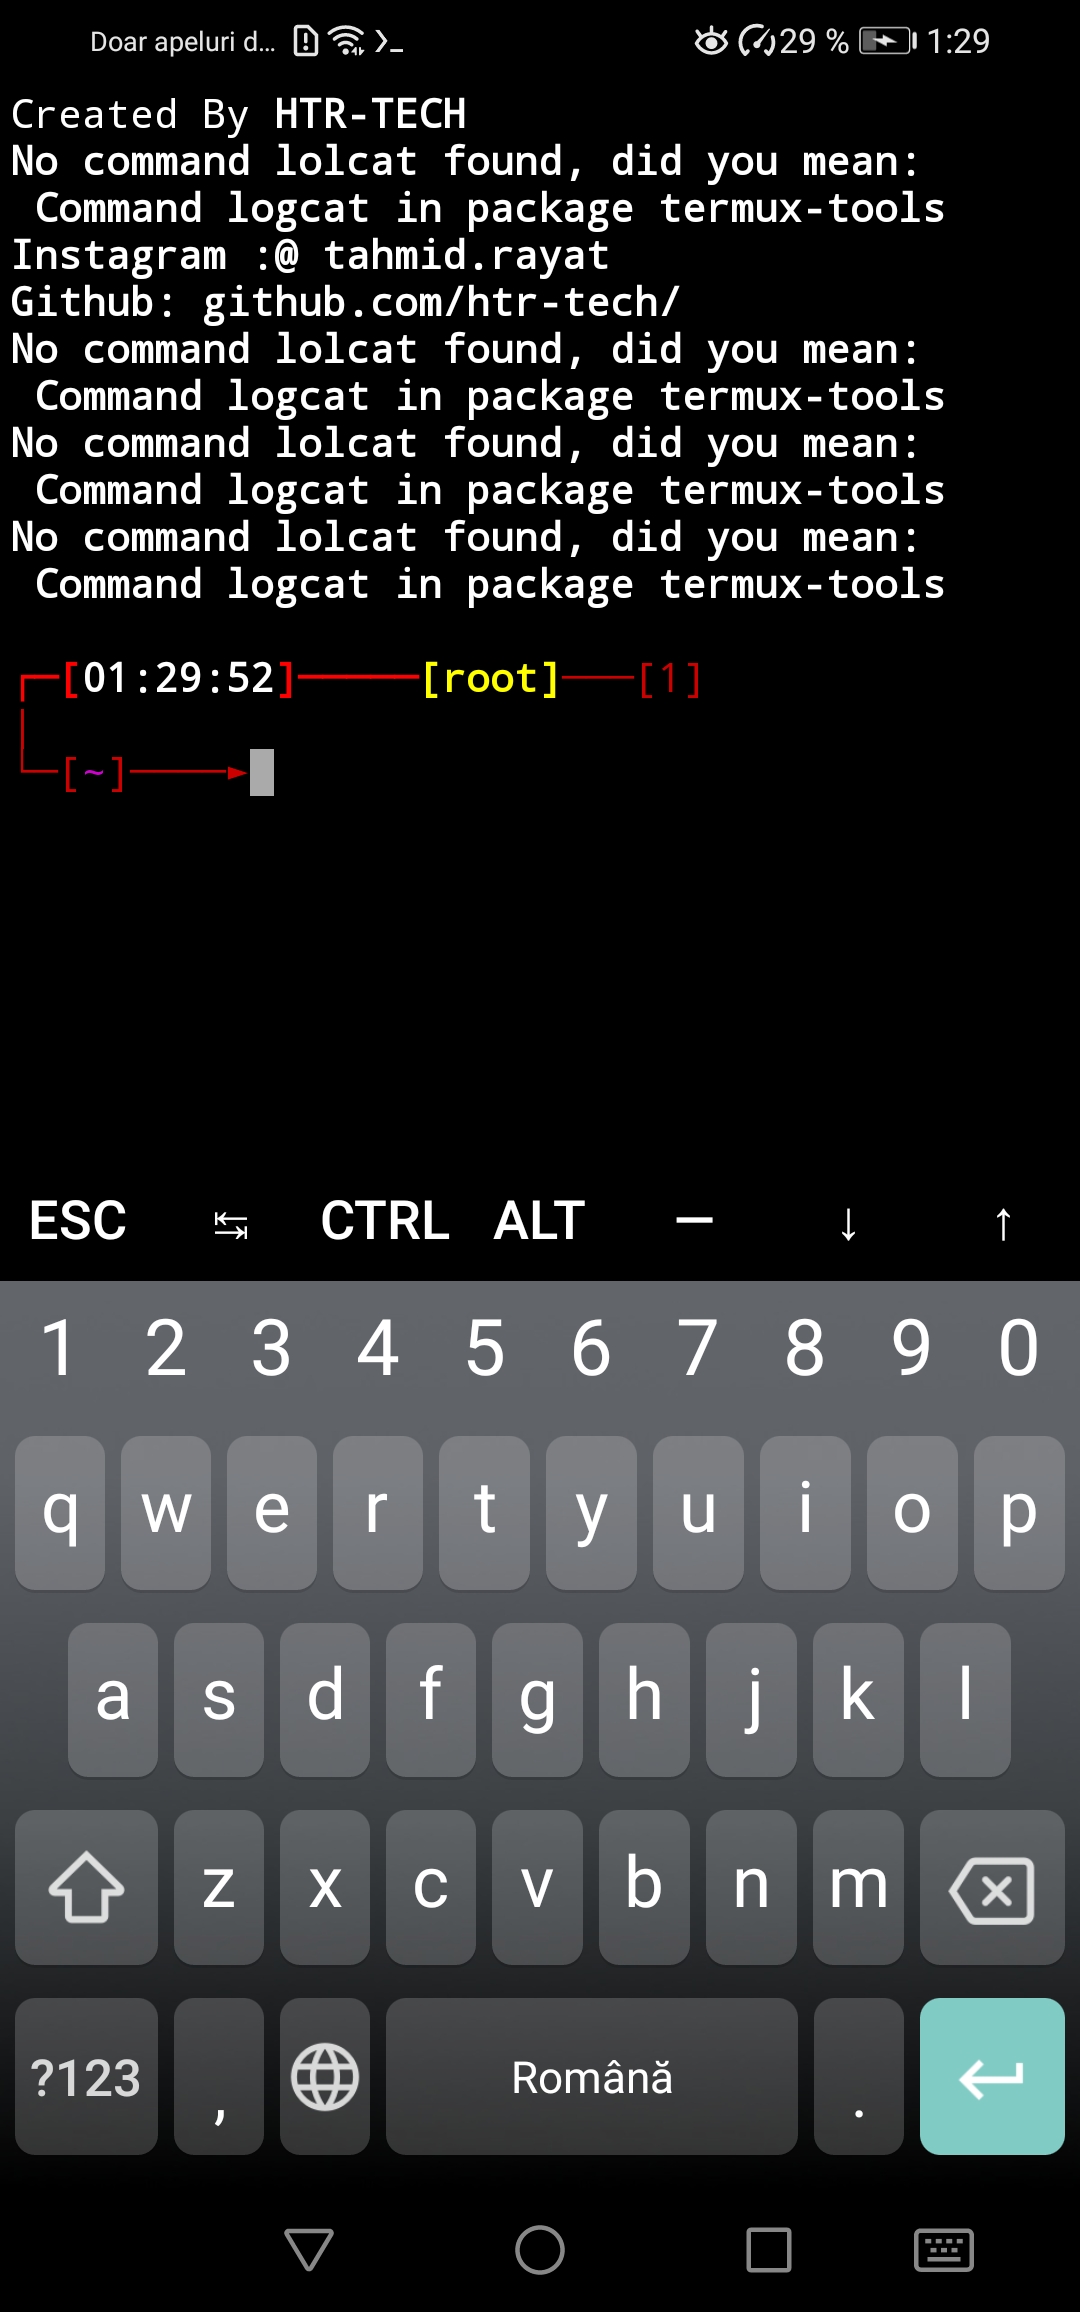 Doar apeluri d... 29 % 1:29
Created By HTR-TECH
No command lolcat found, did you mean:
 Command logcat in package termux-tools
Instagram :@ tahmid.rayat
Github: github.com/htr-tech/
No command lolcat found, did you mean:
 Command logcat in package termux-tools
No command lolcat found, did you mean:
 Command logcat in package termux-tools
No command lolcat found, did you mean:
 Command logcat in package termux-tools
┌─[01:29:52]─────[root]───[1]
│
└─[~]────►
ESC ↹ CTRL ALT — ↓ ↑
1 2 3 4 5 6 7 8 9 0
q w e r t y u i o p
a s d f g h j k l
z x c v b n m
?123 , Română .